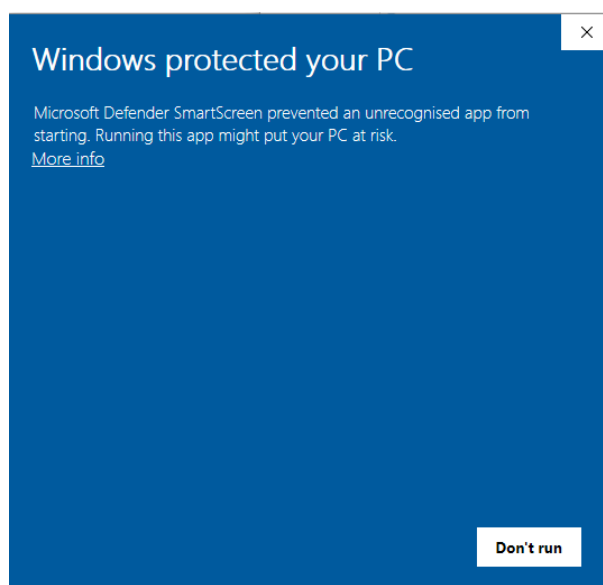 Windows protected your PC
Microsoft Defender SmartScreen prevented an unrecognised app from
starting. Running this app might put your PC at risk.
More info
Don't run